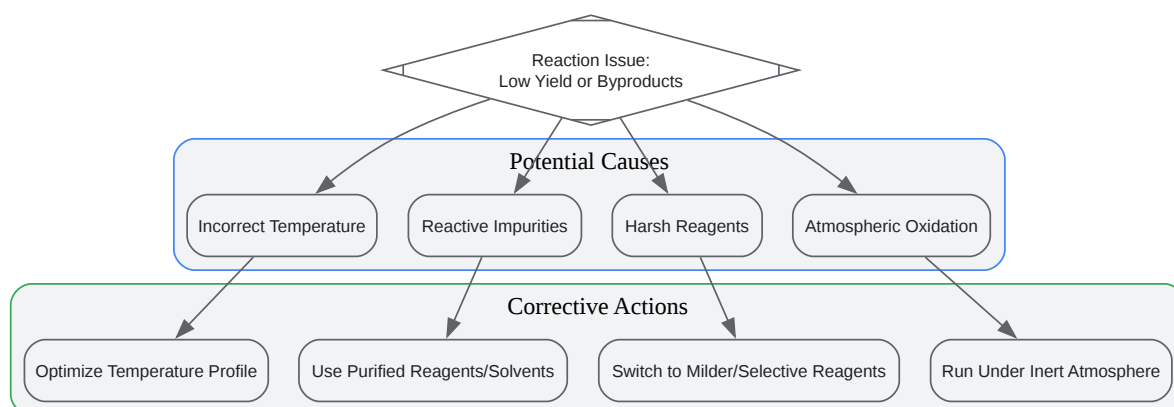 Reaction Issue:
Low Yield or Byproducts
Potential Causes
Incorrect Temperature
Reactive Impurities
Harsh Reagents
Atmospheric Oxidation
Corrective Actions
Optimize Temperature Profile
Use Purified Reagents/Solvents
Switch to Milder/Selective Reagents
Run Under Inert Atmosphere